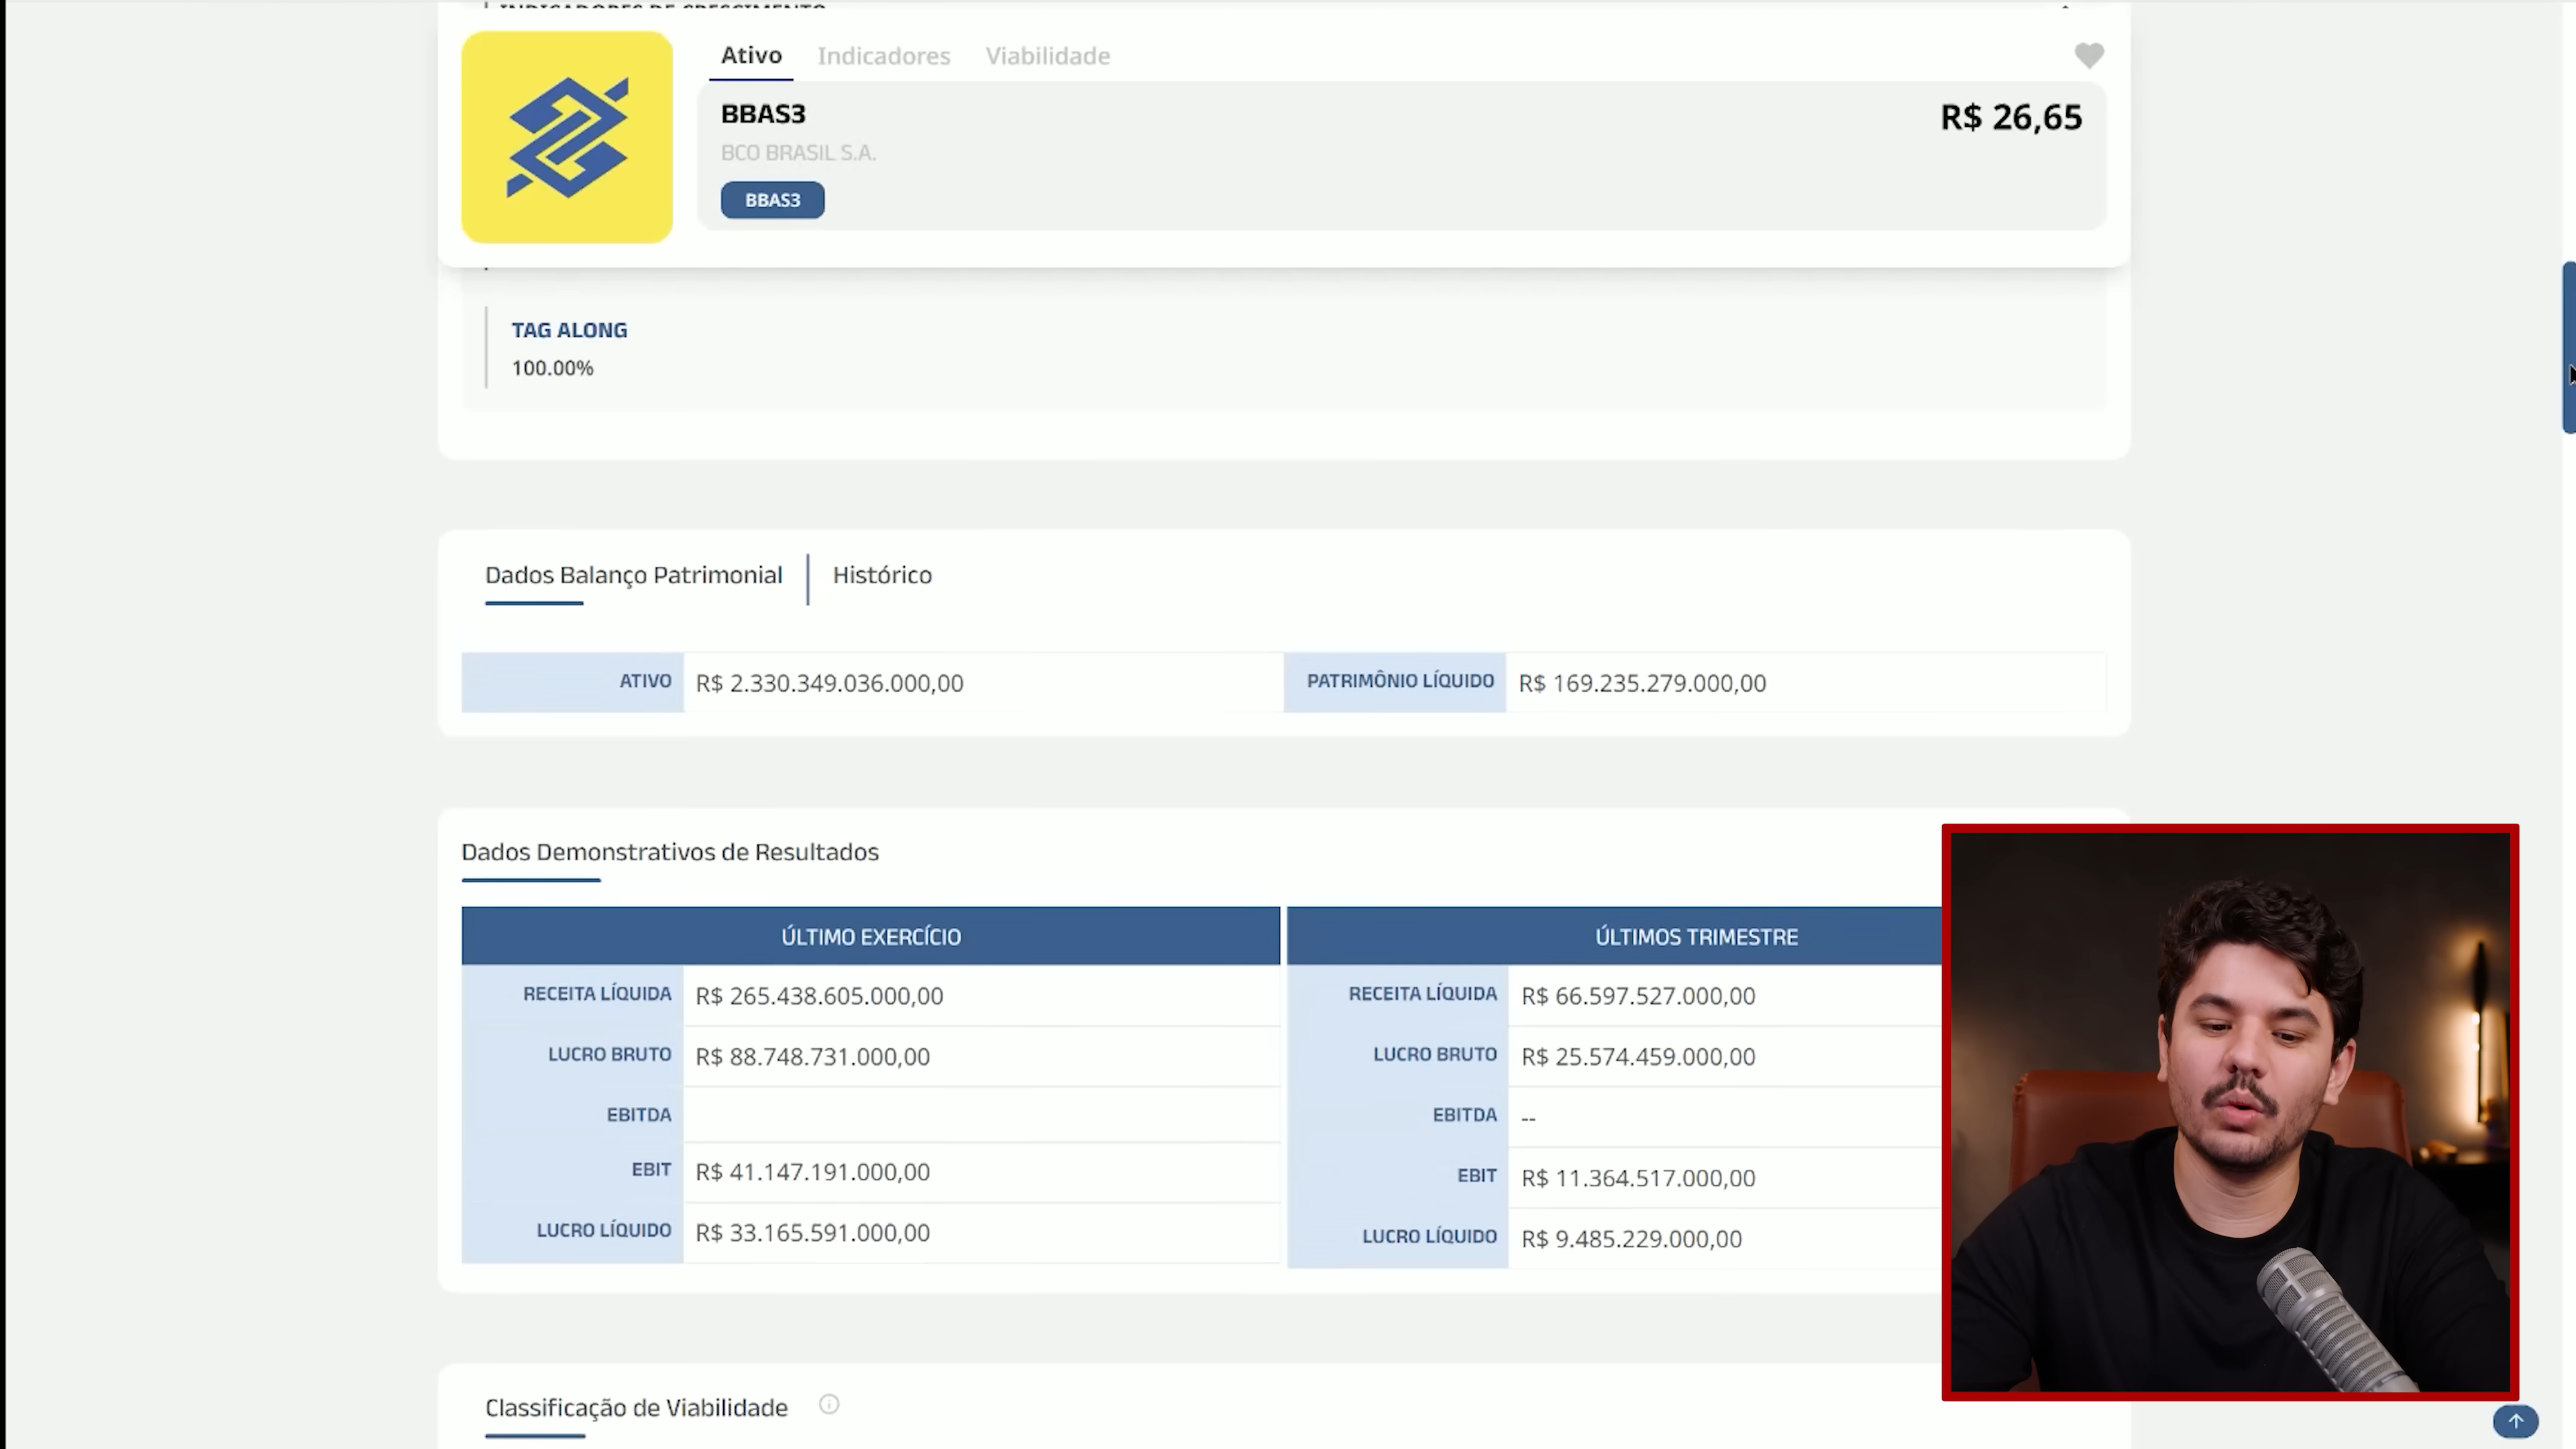 INDICADORES DE CRESCIMENTO
Ativo Indicadores Viabilidade
BBAS3
R$ 26,65
BCO BRASIL S.A.
BBAS3
TAG ALONG
100.00%
Dados Balanço Patrimonial Histórico
ATIVO R$ 2.330.349.036.000,00 PATRIMÔNIO LÍQUIDO R$ 169.235.279.000,00
Dados Demonstrativos de Resultados
ÚLTIMO EXERCÍCIO
RECEITA LÍQUIDA R$ 265.438.605.000,00
LUCRO BRUTO R$ 88.748.731.000,00
EBITDA
EBIT R$ 41.147.191.000,00
LUCRO LÍQUIDO R$ 33.165.591.000,00
ÚLTIMOS TRIMESTRE
RECEITA LÍQUIDA R$ 66.597.527.000,00
LUCRO BRUTO R$ 25.574.459.000,00
EBITDA --
EBIT R$ 11.364.517.000,00
LUCRO LÍQUIDO R$ 9.485.229.000,00
Classificação de Viabilidade